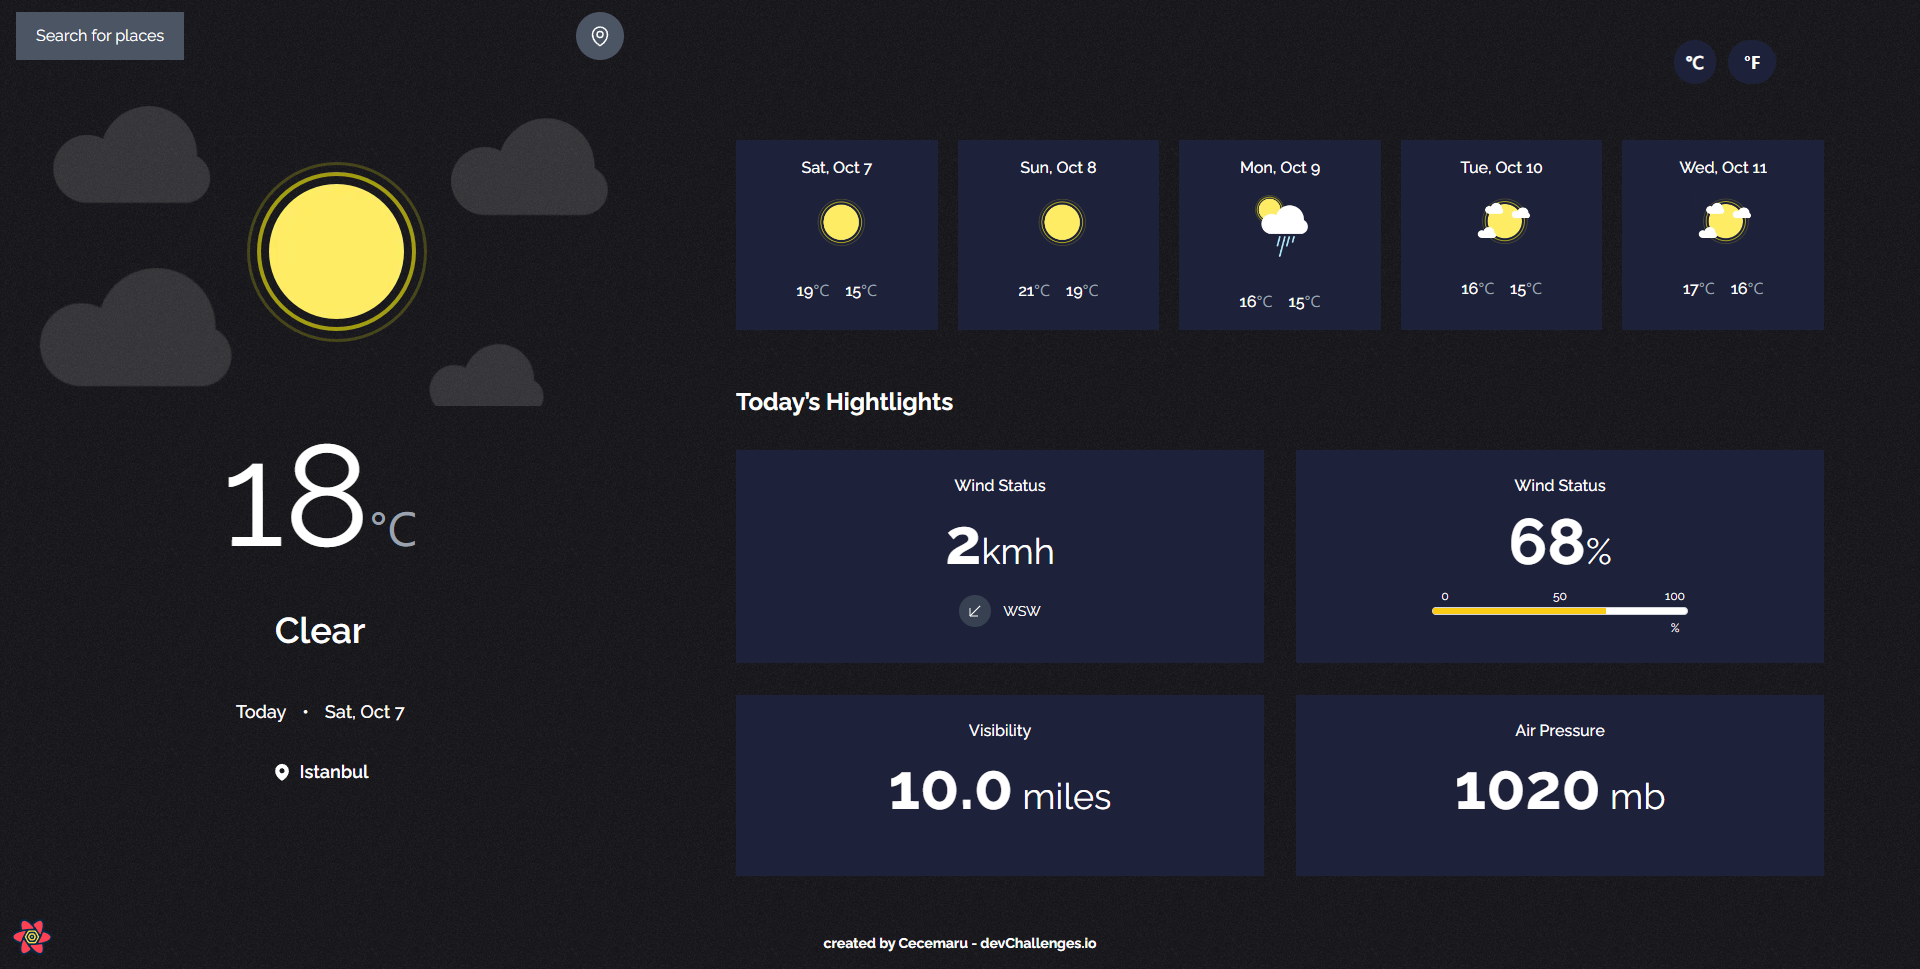 Search for places
°C °F
18°C
Clear
Today • Sat, Oct 7
Istanbul
Sat, Oct 7
19°C 15°C
Sun, Oct 8
21°C 19°C
Mon, Oct 9
16°C 15°C
Tue, Oct 10
16°C 15°C
Wed, Oct 11
17°C 16°C
Today’s Hightlights
Wind Status
2kmh
WSW
Wind Status
68%
0 50 100
%
Visibility
10.0 miles
Air Pressure
1020 mb
created by Cecemaru - devChallenges.io